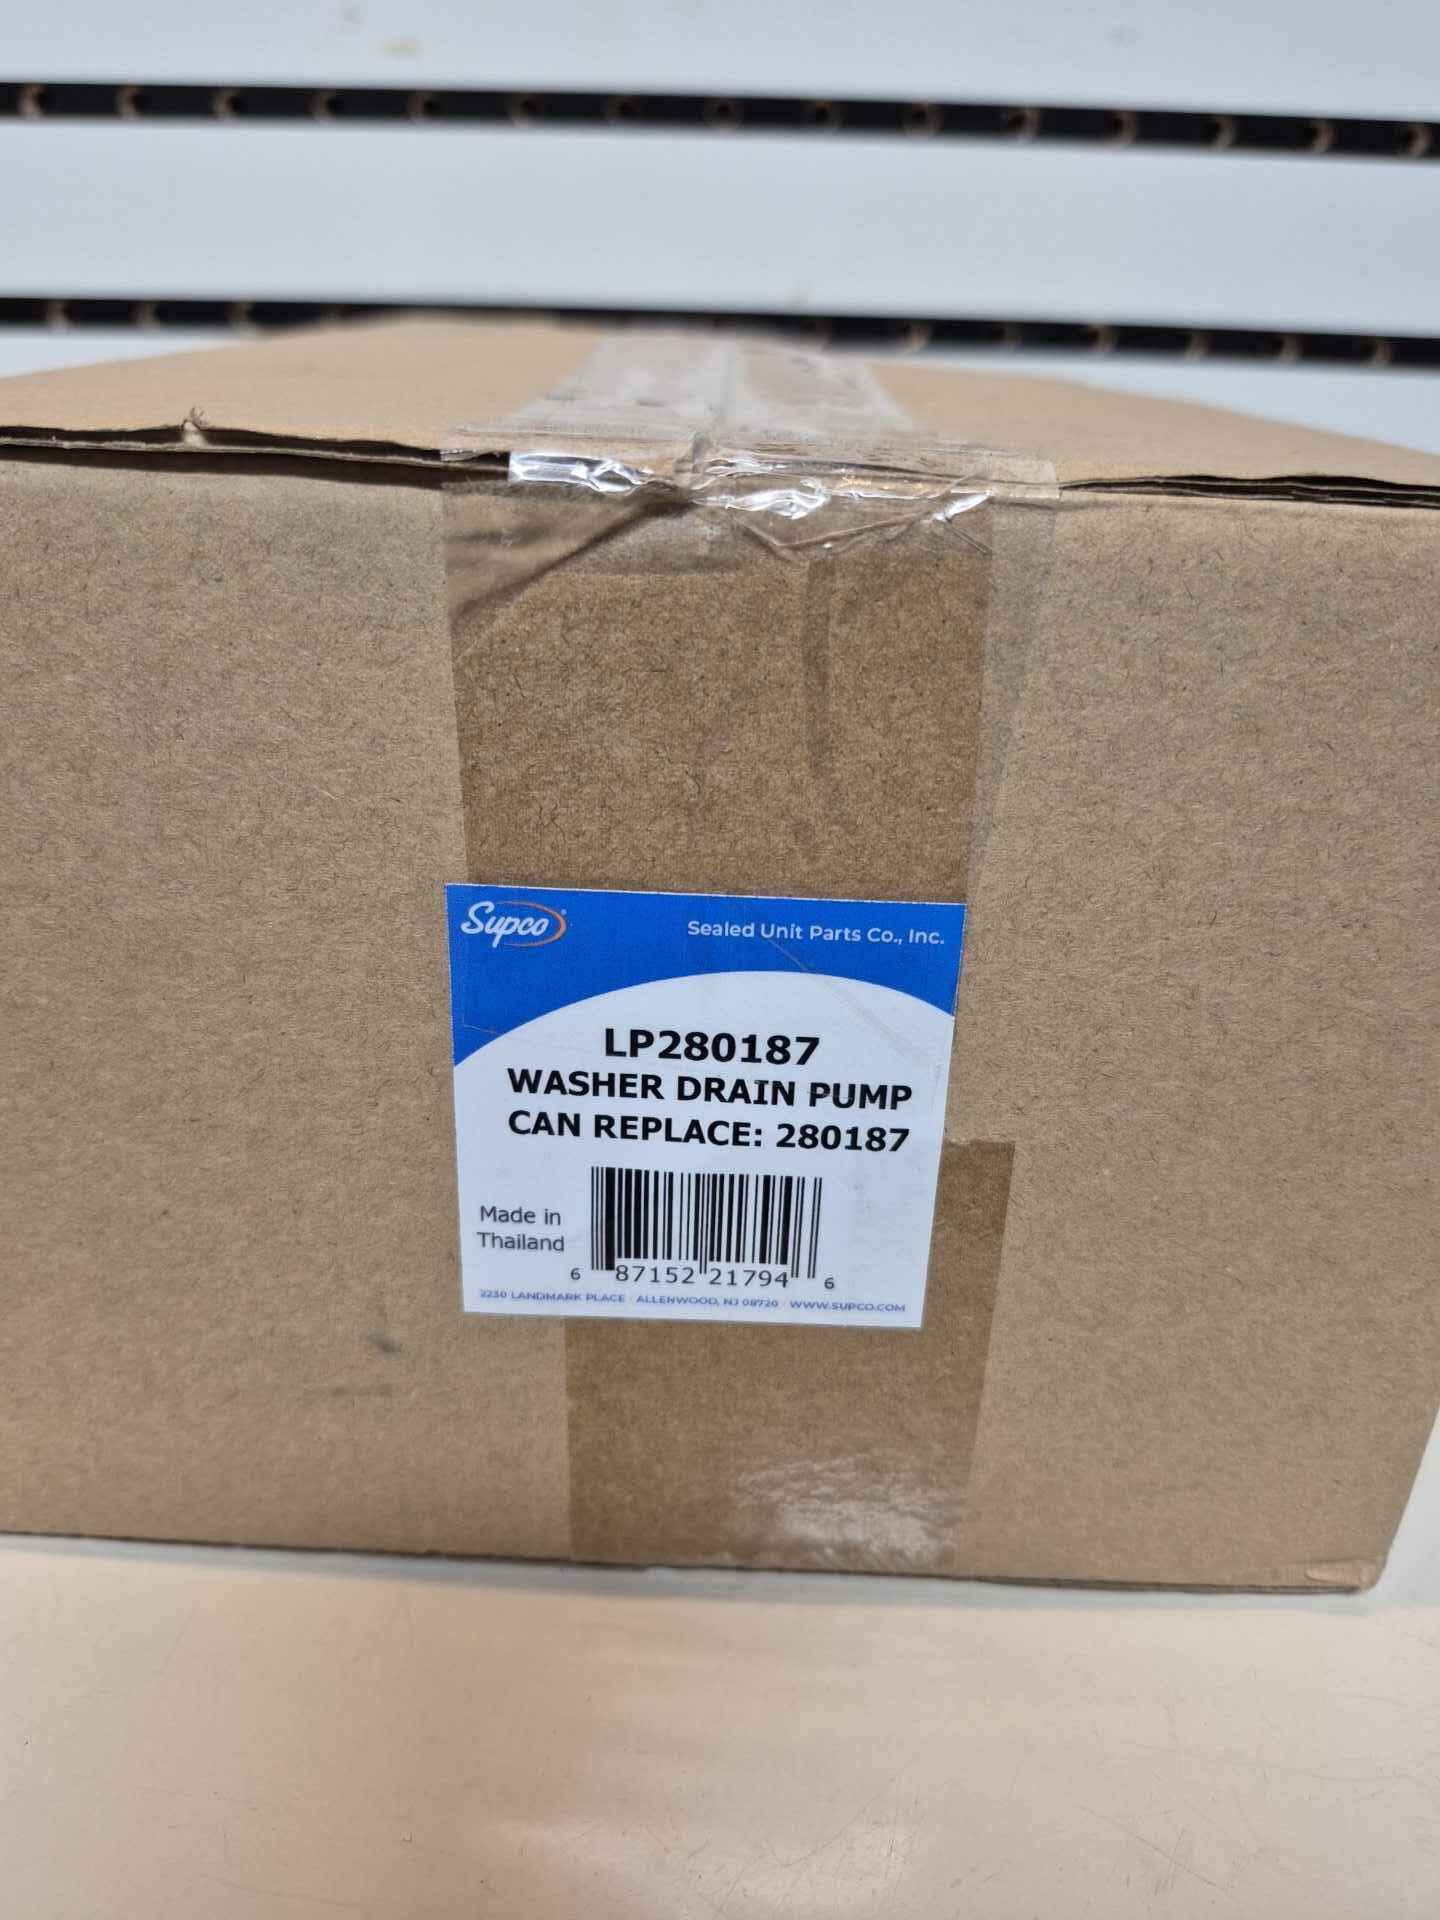 Supco®
Sealed Unit Parts Co., Inc.
LP280187
WASHER DRAIN PUMP
CAN REPLACE: 280187
Made in
Thailand
6 87152 21794 6
2230 LANDMARK PLACE · ALLENWOOD, NJ 08720 · WWW.SUPCO.COM